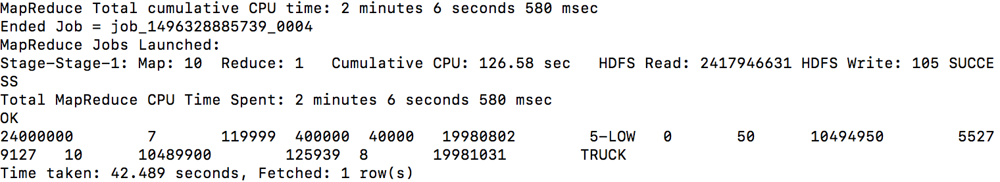 MapReduce Total cumulative CPU time: 2 minutes 6 seconds 580 msec
Ended Job = job_1496328885739_0004
MapReduce Jobs Launched:
Stage-Stage-1: Map: 10  Reduce: 1   Cumulative CPU: 126.58 sec   HDFS Read: 2417946631 HDFS Write: 105 SUCCE
SS
Total MapReduce CPU Time Spent: 2 minutes 6 seconds 580 msec
OK
24000000	7	119999	400000	40000	19980802	5-LOW	0	50	10494950	5527
9127	10	10489900	125939	8	19981031	TRUCK
Time taken: 42.489 seconds, Fetched: 1 row(s)